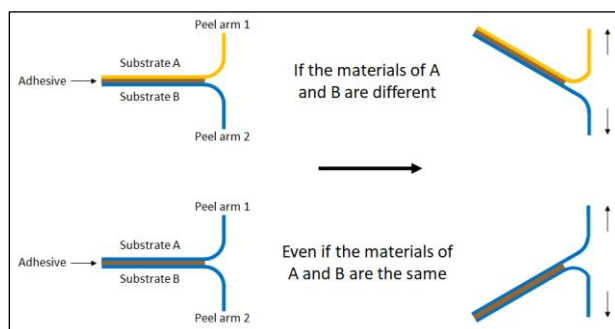 Peel arm 1
Substrate A
Adhesive
Substrate B
Peel arm 2
If the materials of A
and B are different
Peel arm 1
Substrate A
Adhesive
Substrate B
Peel arm 2
Even if the materials of
A and B are the same